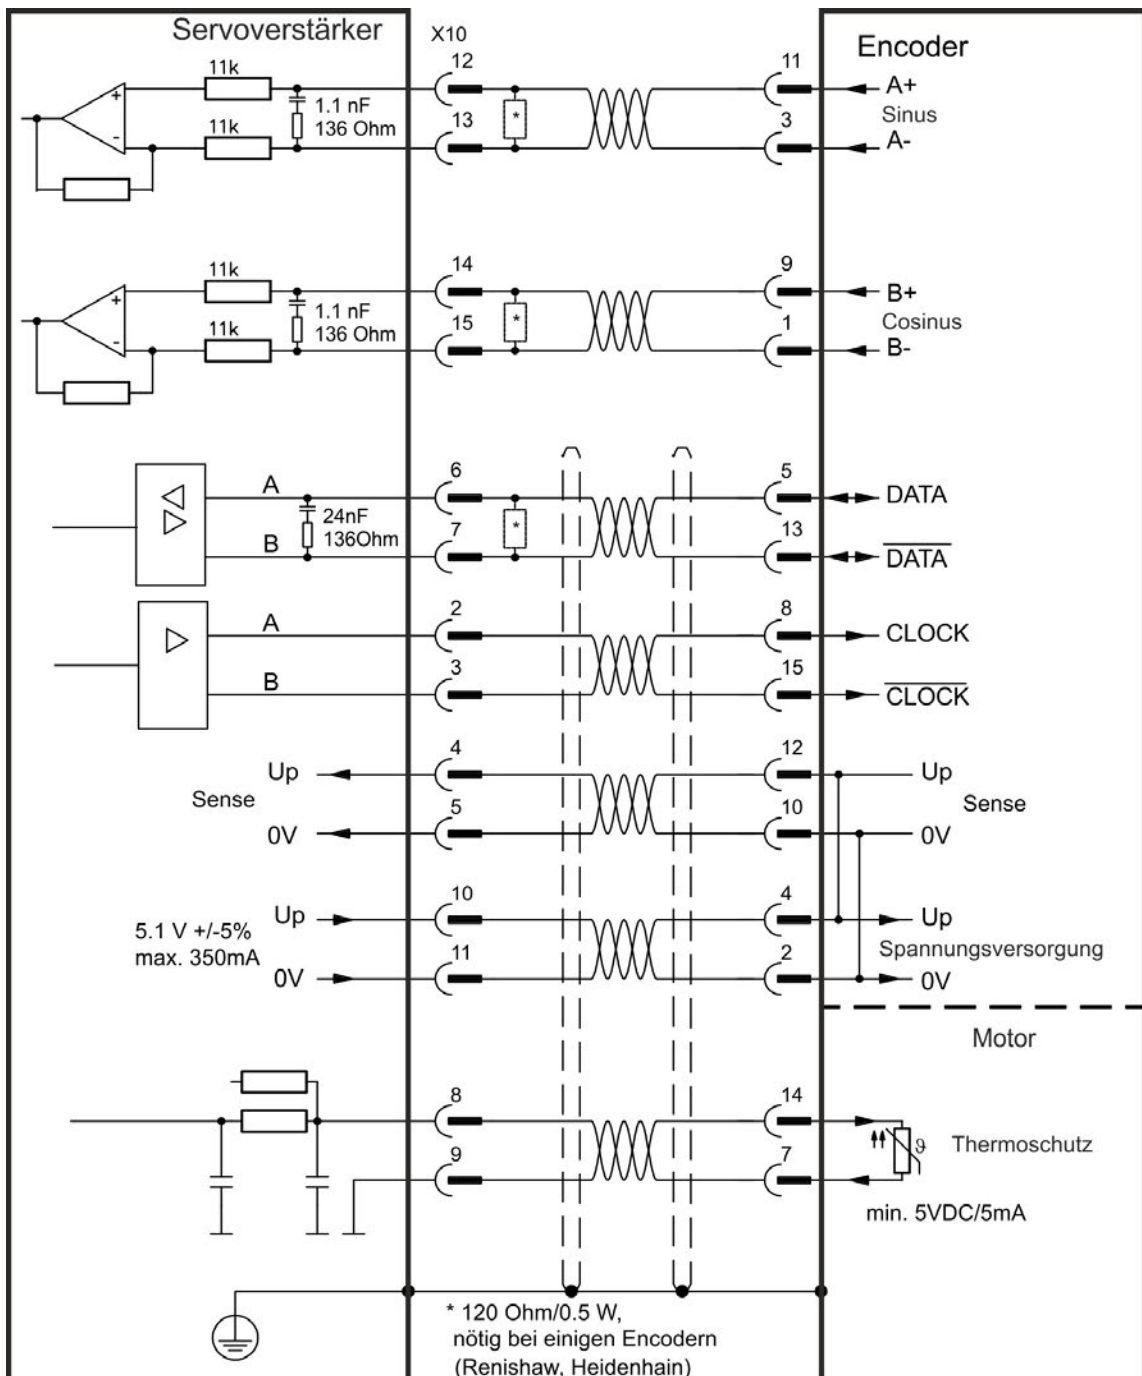 Servoverstärker
X10
Encoder
11k
12
11
A+
+
1.1 nF
*
Sinus
11k
136 Ohm
13
3
-
A-
11k
14
9
B+
+
1.1 nF
*
Cosinus
11k
136 Ohm
15
1
-
B-
A
6
5
DATA
24nF
*
136Ohm
B
7
13
DATA
A
2
8
CLOCK
B
3
15
CLOCK
Up
4
12
Up
Sense
Sense
0V
5
10
0V
Up
10
4
Up
5.1 V +/-5%
max. 350mA
Spannungsversorgung
0V
11
2
0V
Motor
8
14
ϑ
Thermoschutz
9
7
min. 5VDC/5mA
* 120 Ohm/0.5 W,
nötig bei einigen Encodern
(Renishaw, Heidenhain)